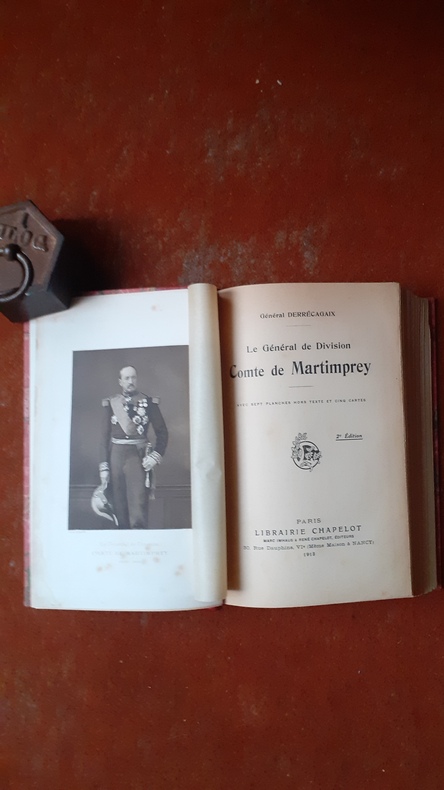 Général DERRÉCAGAIX
Le Général de Division
Comte de Martimprey
AVEC SEPT PLANCHES HORS TEXTE ET CINQ CARTES
2e Édition
PARIS
LIBRAIRIE CHAPELOT
MARC IMHAUS & RENÉ CHAPELOT, ÉDITEURS
30, Rue Dauphine, VIe (Même Maison à NANCY)
1913